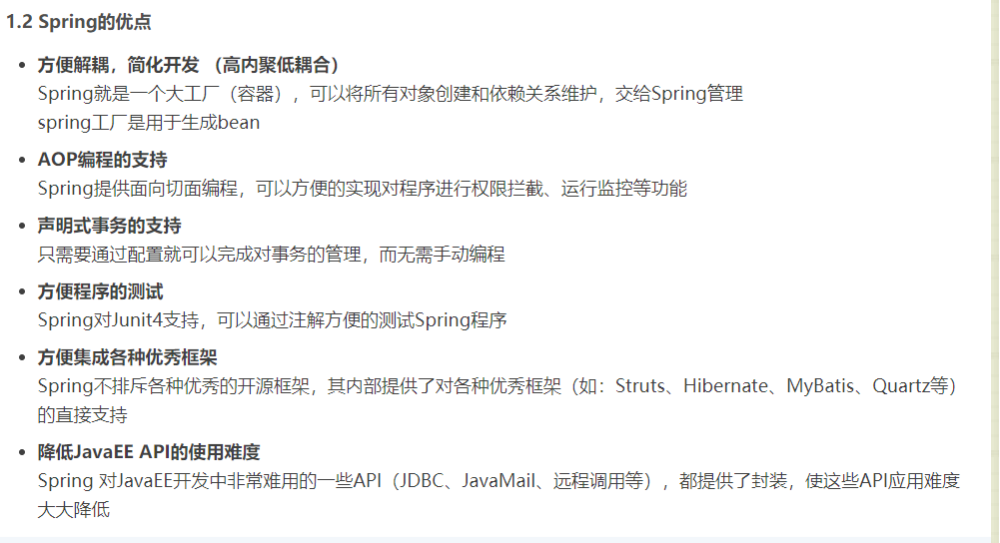 1.2 Spring的优点
方便解耦，简化开发 （高内聚低耦合）
Spring就是一个大工厂（容器），可以将所有对象创建和依赖关系维护，交给Spring管理
spring工厂是用于生成bean
AOP编程的支持
Spring提供面向切面编程，可以方便的实现对程序进行权限拦截、运行监控等功能
声明式事务的支持
只需要通过配置就可以完成对事务的管理，而无需手动编程
方便程序的测试
Spring对Junit4支持，可以通过注解方便的测试Spring程序
方便集成各种优秀框架
Spring不排斥各种优秀的开源框架，其内部提供了对各种优秀框架（如：Struts、Hibernate、MyBatis、Quartz等）
的直接支持
降低JavaEE API的使用难度
Spring 对JavaEE开发中非常难用的一些API（JDBC、JavaMail、远程调用等），都提供了封装，使这些API应用难度
大大降低